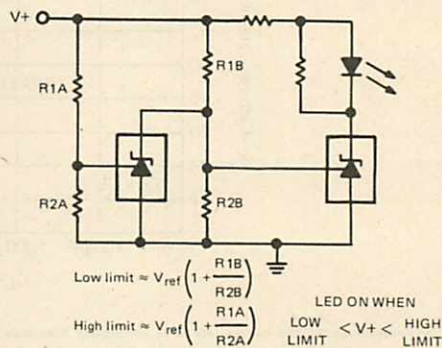 V+
R1B
R1A
R2A
R2B
Low limit ≈ Vref (1 + R1B/R2B)
High limit ≈ Vref (1 + R1A/R2A)
LED ON WHEN
LOW LIMIT < V+ < HIGH LIMIT